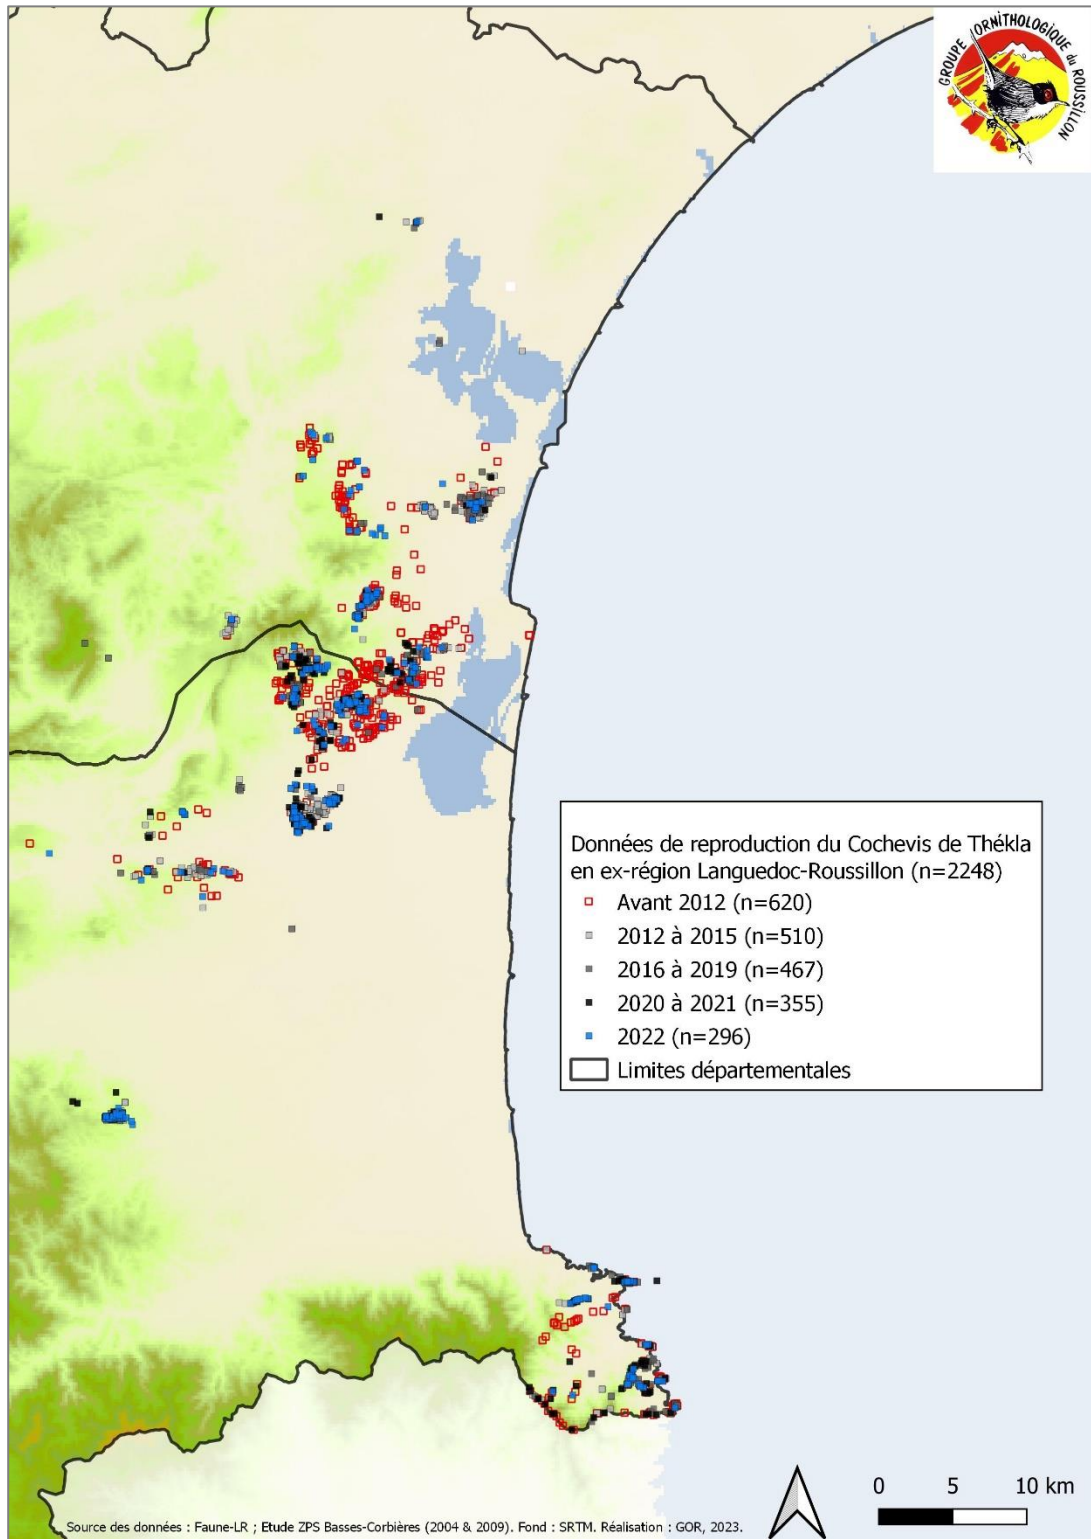 GROUPE ORNITHOLOGIQUE du ROUSSILLON
Données de reproduction du Cochevis de Thékla
en ex-région Languedoc-Roussillon (n=2248)
Avant 2012 (n=620)
2012 à 2015 (n=510)
2016 à 2019 (n=467)
2020 à 2021 (n=355)
2022 (n=296)
Limites départementales
0 5 10 km
Source des données : Faune-LR ; Etude ZPS Basses-Corbières (2004 & 2009). Fond : SRTM. Réalisation : GOR, 2023.